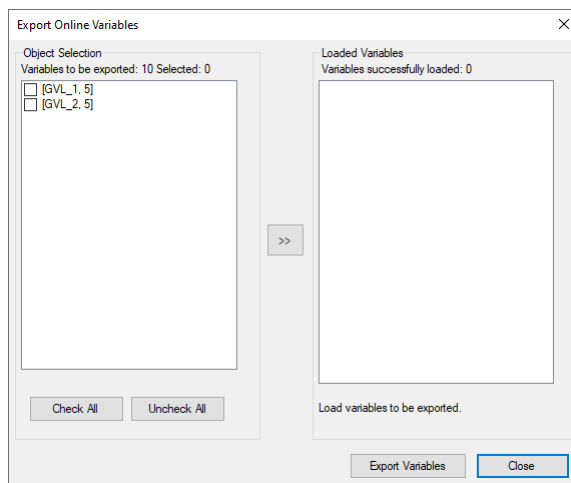 Export Online Variables
Object Selection
Variables to be exported: 10 Selected: 0
[GVL_1, 5]
[GVL_2, 5]
Check All
Uncheck All
>>
Loaded Variables
Variables successfully loaded: 0
Load variables to be exported.
Export Variables
Close